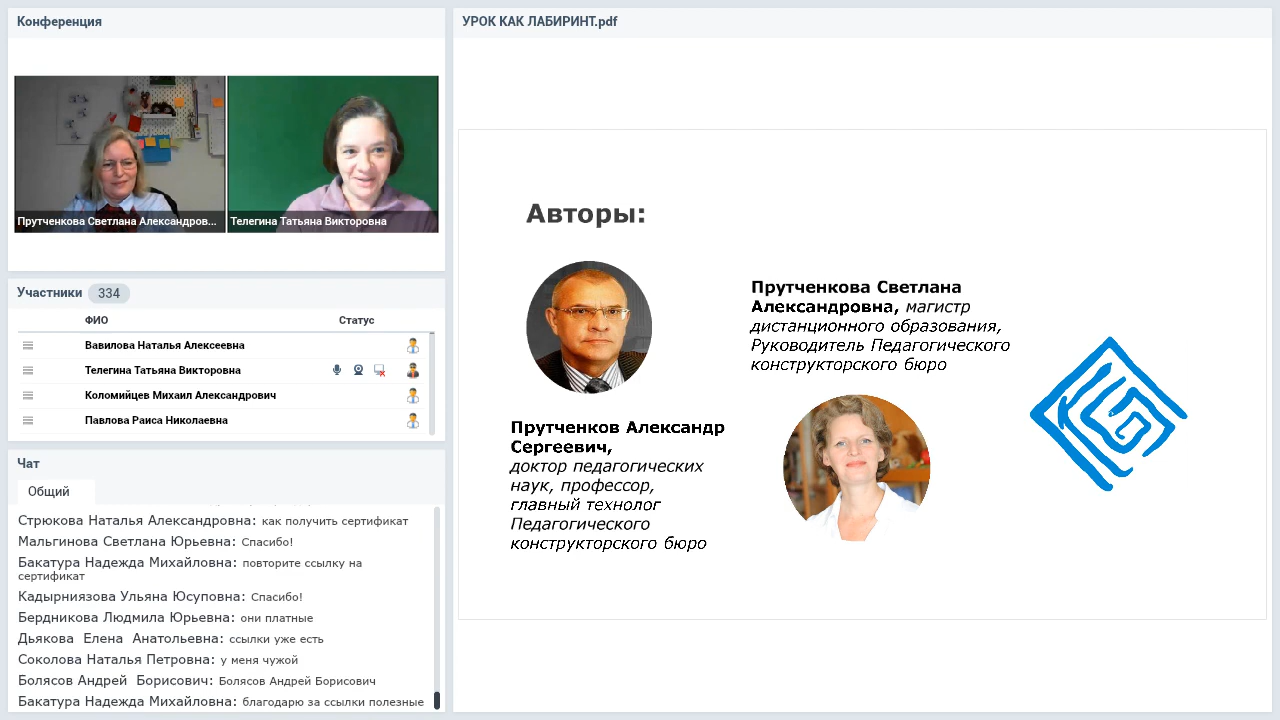 Конференция
Прутченкова Светлана Александров...
Телегина Татьяна Викторовна
Участники 334
ФИО Статус
Вавилова Наталья Алексеевна
Телегина Татьяна Викторовна
Коломийцев Михаил Александрович
Павлова Раиса Николаевна
Чат
Общий
Стрюкова Наталья Александровна: как получить сертификат
Мальгинова Светлана Юрьевна: Спасибо!
Бакатура Надежда Михайловна: повторите ссылку на
сертификат
Кадырниязова Ульяна Юсуповна: Спасибо!
Бердникова Людмила Юрьевна: они платные
Дьякова Елена Анатольевна: ссылки уже есть
Соколова Наталья Петровна: у меня чужой
Болясов Андрей Борисович: Болясов Андрей Борисович
Бакатура Надежда Михайловна: благодарю за ссылки полезные
УРОК КАК ЛАБИРИНТ.pdf
Авторы:
Прутченков Александр
Сергеевич,
доктор педагогических
наук, профессор,
главный технолог
Педагогического
конструкторского бюро
Прутченкова Светлана
Александровна, магистр
дистанционного образования,
Руководитель Педагогического
конструкторского бюро